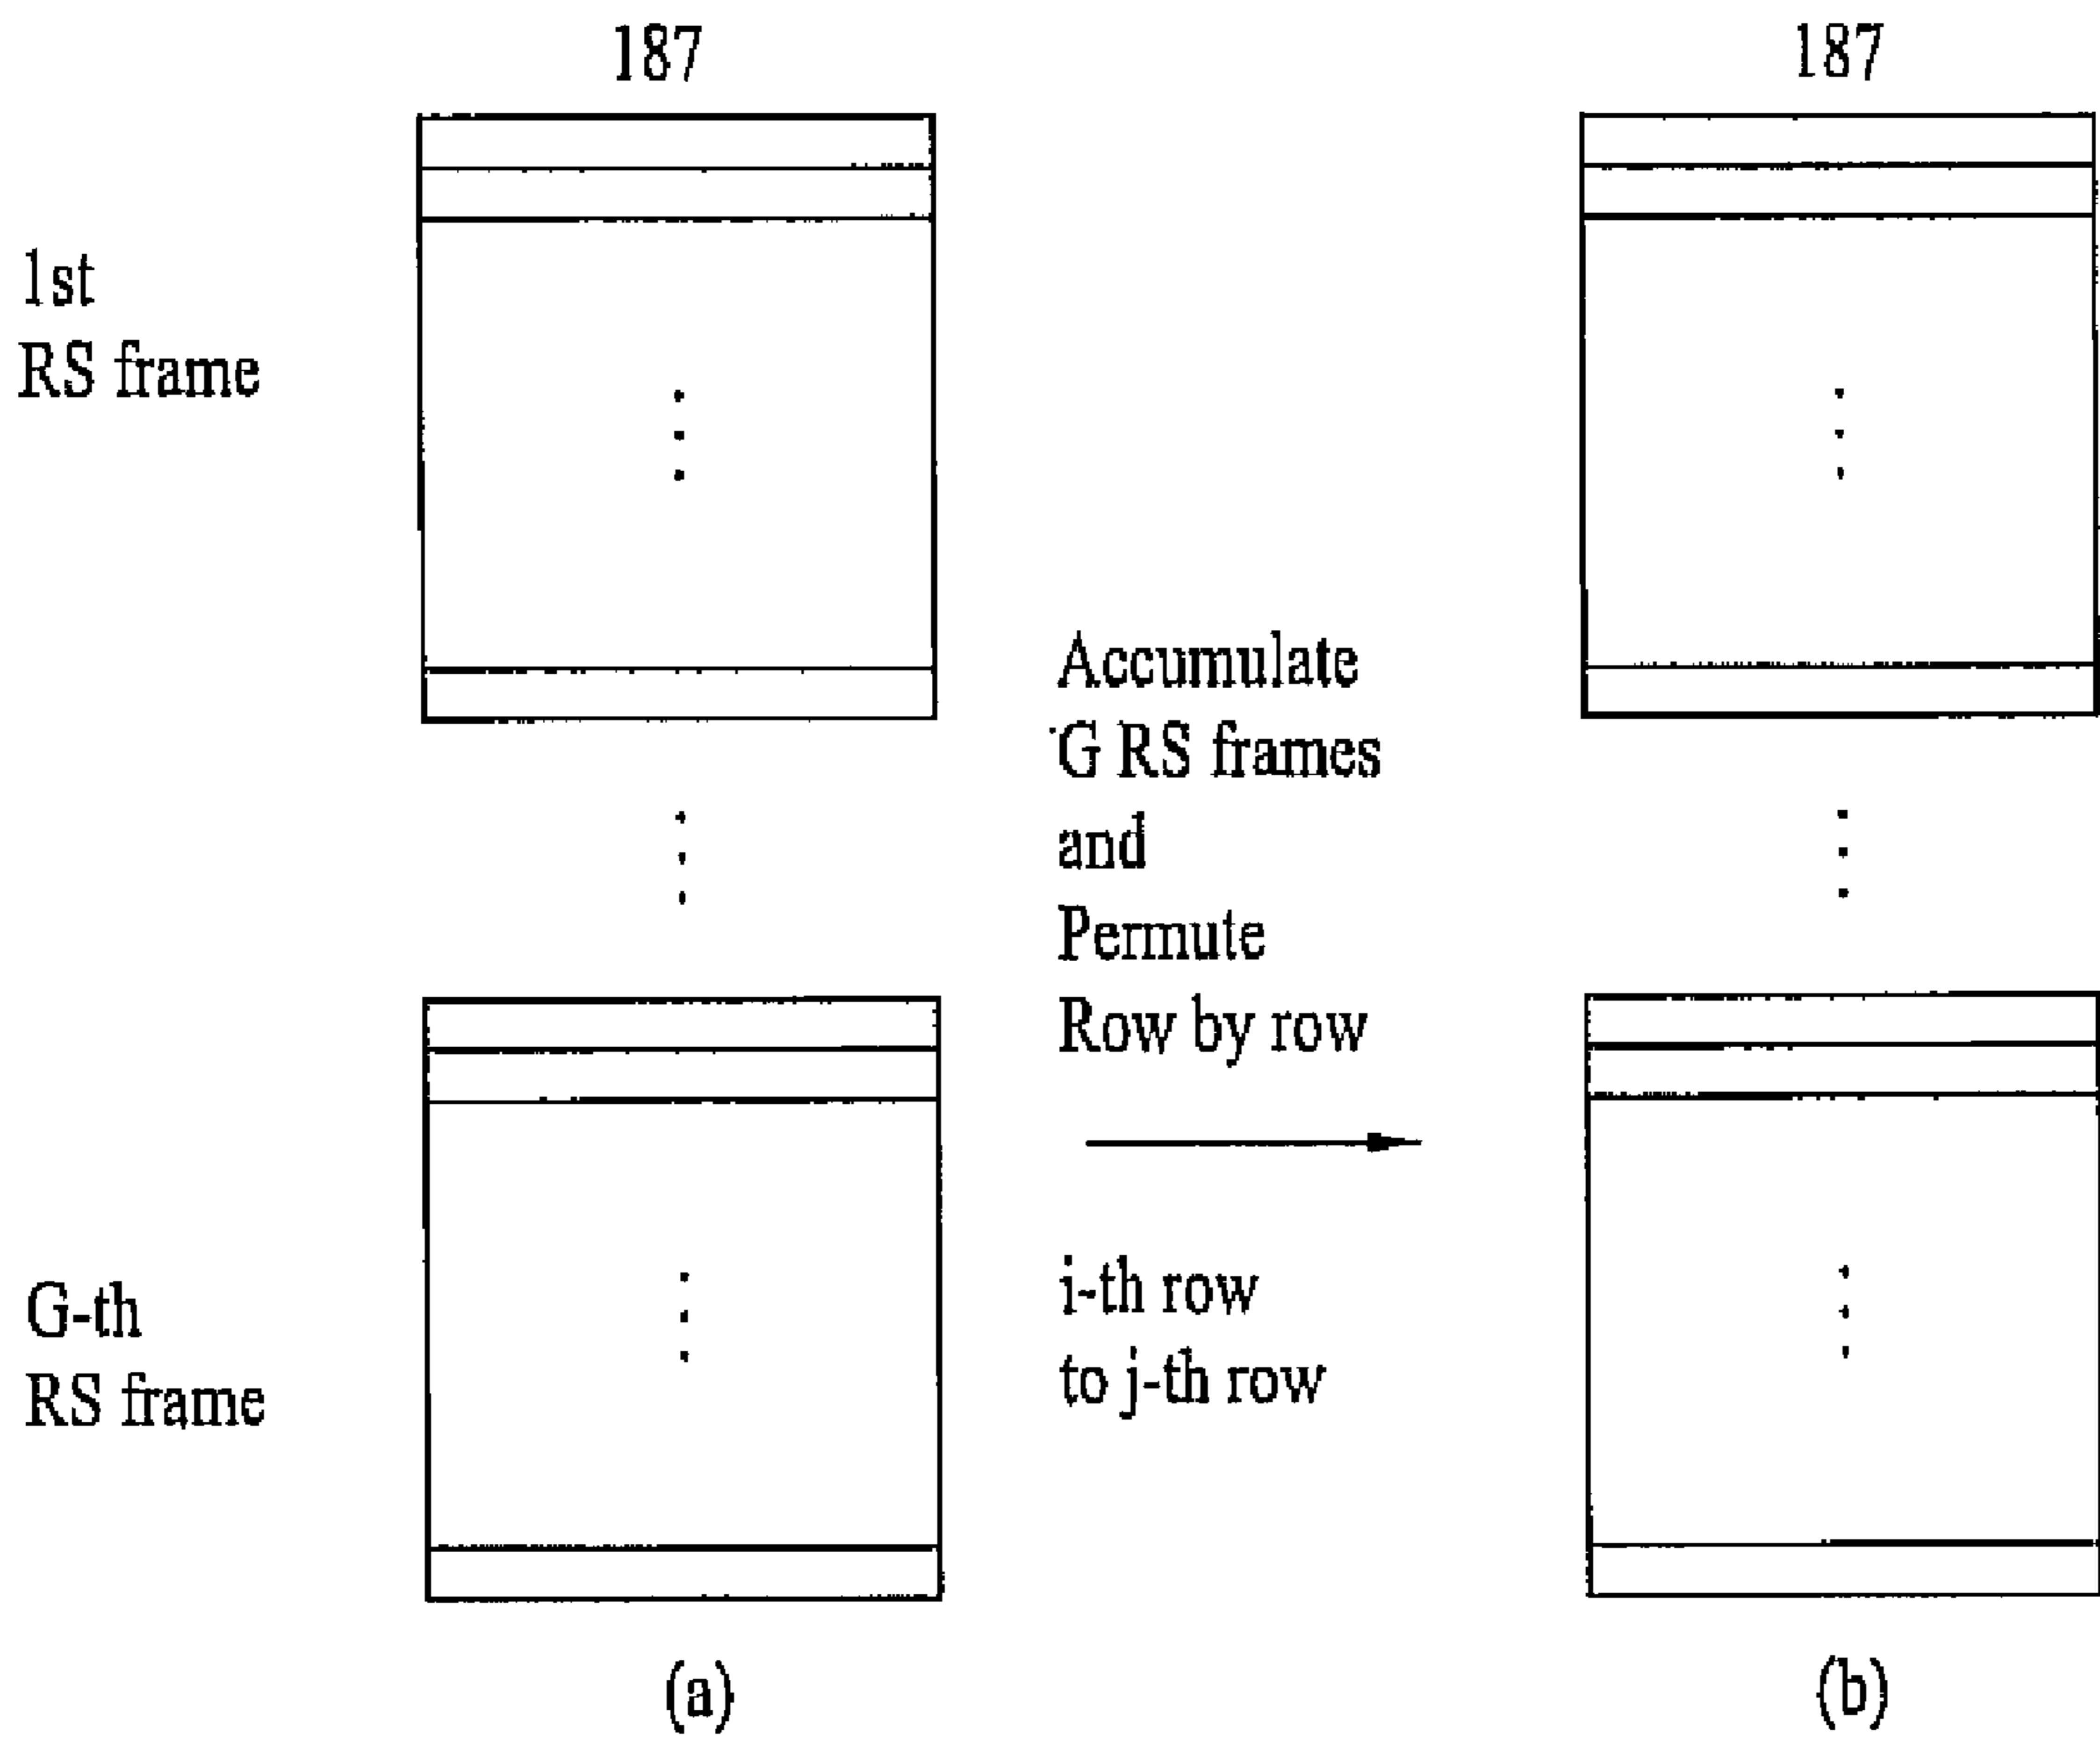 187
187
1st
RS frame
Accumulate
G RS frames
and
Permute
Row by row
G-th
RS frame
i-th row
to j-th row
(a)
(b)